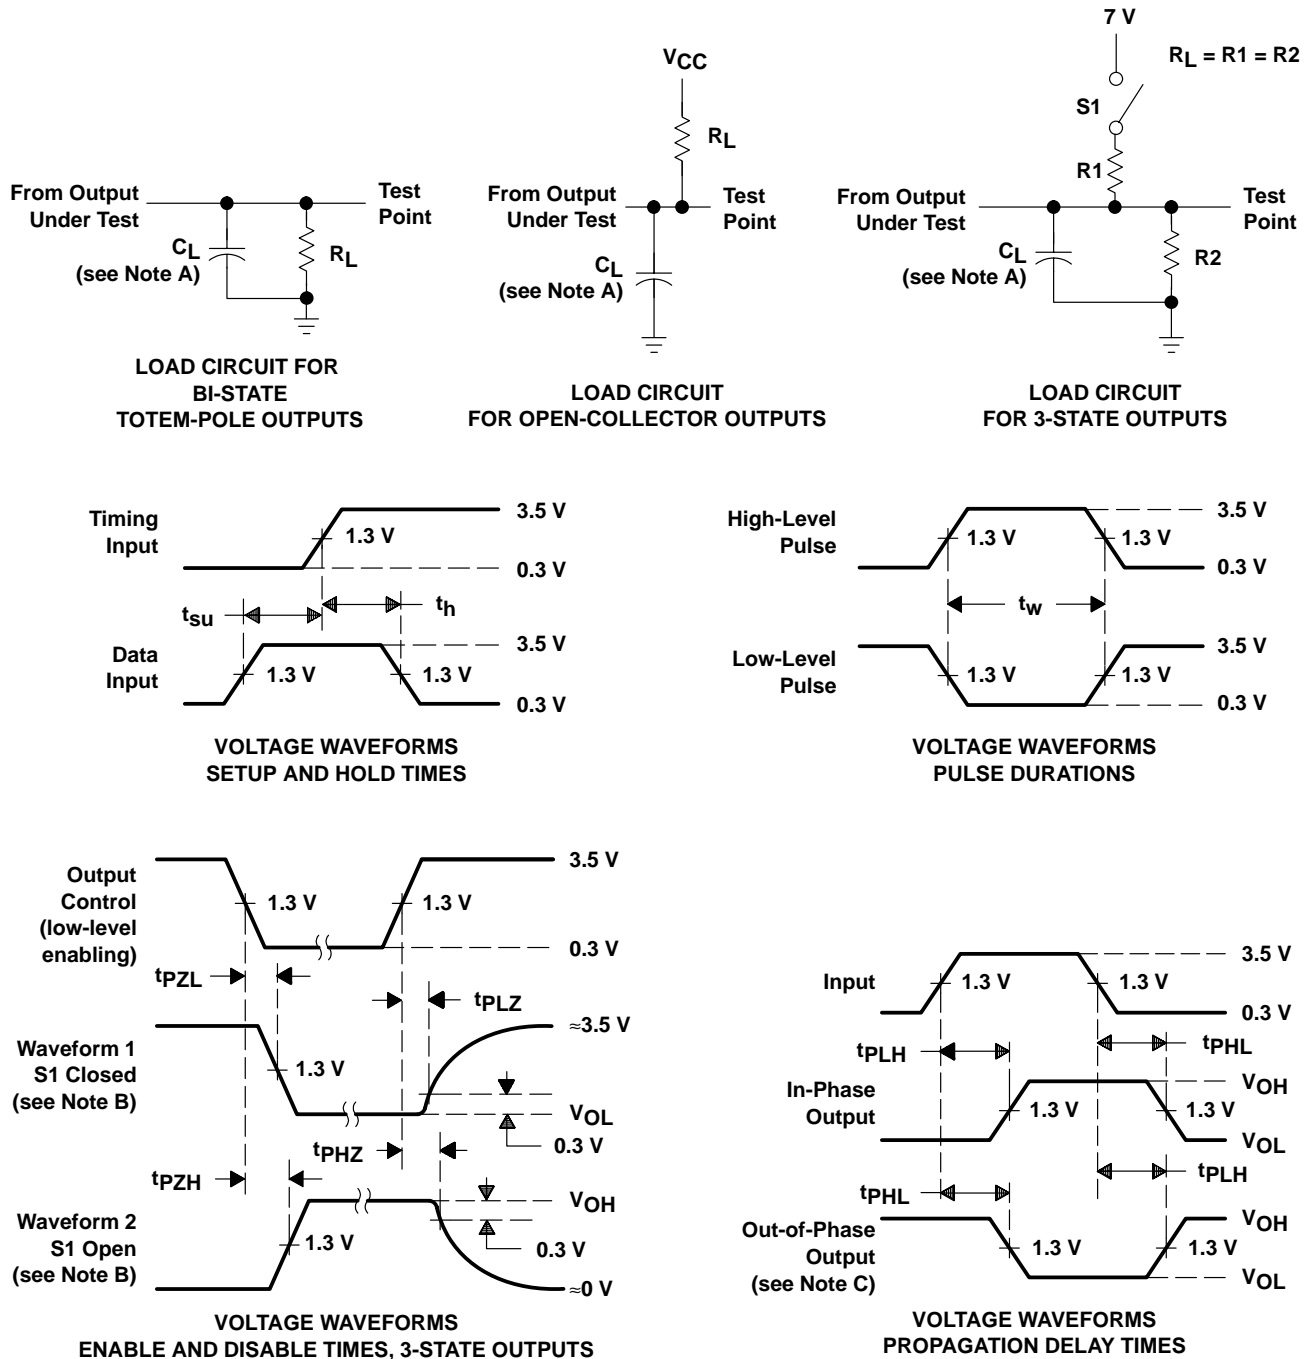 From Output
Under Test
Test
Point
CL
(see Note A)
RL
LOAD CIRCUIT FOR
BI-STATE
TOTEM-POLE OUTPUTS
VCC
RL
From Output
Under Test
Test
Point
CL
(see Note A)
LOAD CIRCUIT
FOR OPEN-COLLECTOR OUTPUTS
7 V
RL = R1 = R2
S1
R1
From Output
Under Test
Test
Point
CL
(see Note A)
R2
LOAD CIRCUIT
FOR 3-STATE OUTPUTS
Timing
Input
3.5 V
1.3 V
0.3 V
tsu
th
Data
Input
3.5 V
1.3 V
1.3 V
0.3 V
VOLTAGE WAVEFORMS
SETUP AND HOLD TIMES
High-Level
Pulse
3.5 V
1.3 V
1.3 V
0.3 V
tw
Low-Level
Pulse
3.5 V
1.3 V
1.3 V
0.3 V
VOLTAGE WAVEFORMS
PULSE DURATIONS
Output
Control
(low-level
enabling)
3.5 V
1.3 V
1.3 V
0.3 V
tPZL
tPLZ
Waveform 1
S1 Closed
(see Note B)
≈3.5 V
1.3 V
VOL
0.3 V
tPHZ
tPZH
Waveform 2
S1 Open
(see Note B)
VOH
1.3 V
0.3 V
≈0 V
VOLTAGE WAVEFORMS
ENABLE AND DISABLE TIMES, 3-STATE OUTPUTS
Input
3.5 V
1.3 V
1.3 V
0.3 V
tPLH
tPHL
In-Phase
Output
VOH
1.3 V
1.3 V
VOL
tPHL
tPLH
Out-of-Phase
Output
(see Note C)
VOH
1.3 V
1.3 V
VOL
VOLTAGE WAVEFORMS
PROPAGATION DELAY TIMES